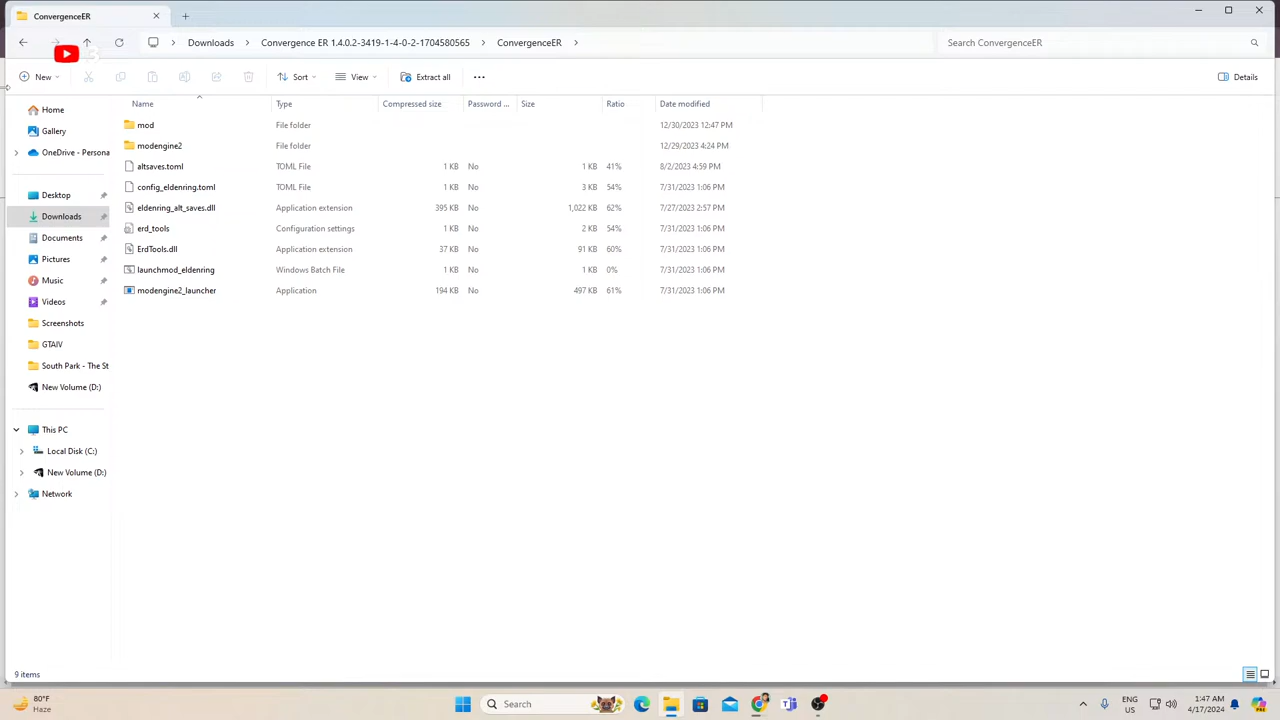 ConvergenceER
Downloads > Convergence ER 1.4.0.2-3419-1-4-0-2-1704580565 > ConvergenceER >
Search ConvergenceER
New
Sort
View
Extract all
Details
Name Type Compressed size Password ... Size Ratio Date modified
mod File folder 12/30/2023 12:47 PM
modengine2 File folder 12/29/2023 4:24 PM
altsaves.toml TOML File 1 KB No 1 KB 41% 8/2/2023 4:59 PM
config_eldenring.toml TOML File 1 KB No 3 KB 54% 7/31/2023 1:06 PM
eldenring_alt_saves.dll Application extension 395 KB No 1,022 KB 62% 7/27/2023 2:57 PM
erd_tools Configuration settings 1 KB No 2 KB 54% 7/31/2023 1:06 PM
ErdTools.dll Application extension 37 KB No 91 KB 60% 7/31/2023 1:06 PM
launchmod_eldenring Windows Batch File 1 KB No 1 KB 0% 7/31/2023 1:06 PM
modengine2_launcher Application 194 KB No 497 KB 61% 7/31/2023 1:06 PM
Home
Gallery
OneDrive - Persona
Desktop
Downloads
Documents
Pictures
Music
Videos
Screenshots
GTAIV
South Park - The St
New Volume (D:)
This PC
Local Disk (C:)
New Volume (D:)
Network
9 items
80°F
Haze
Search
ENG
US
1:47 AM
4/17/2024